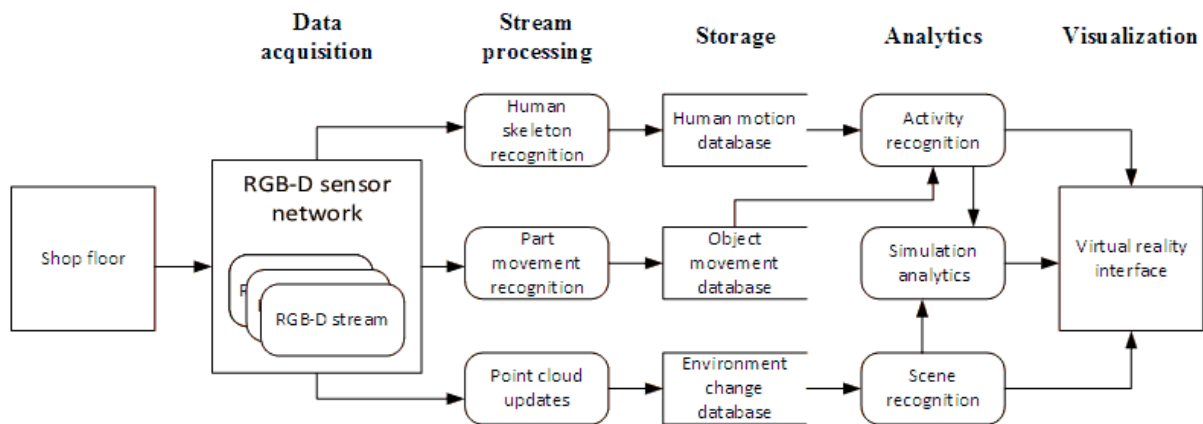 Data
acquisition
Stream
processing
Storage
Analytics
Visualization
Shop floor
RGB-D sensor
network
RGB-D stream
Human
skeleton
recognition
Human motion
database
Activity
recognition
Part
movement
recognition
Object
movement
database
Simulation
analytics
Virtual reality
interface
Point cloud
updates
Environment
change
database
Scene
recognition